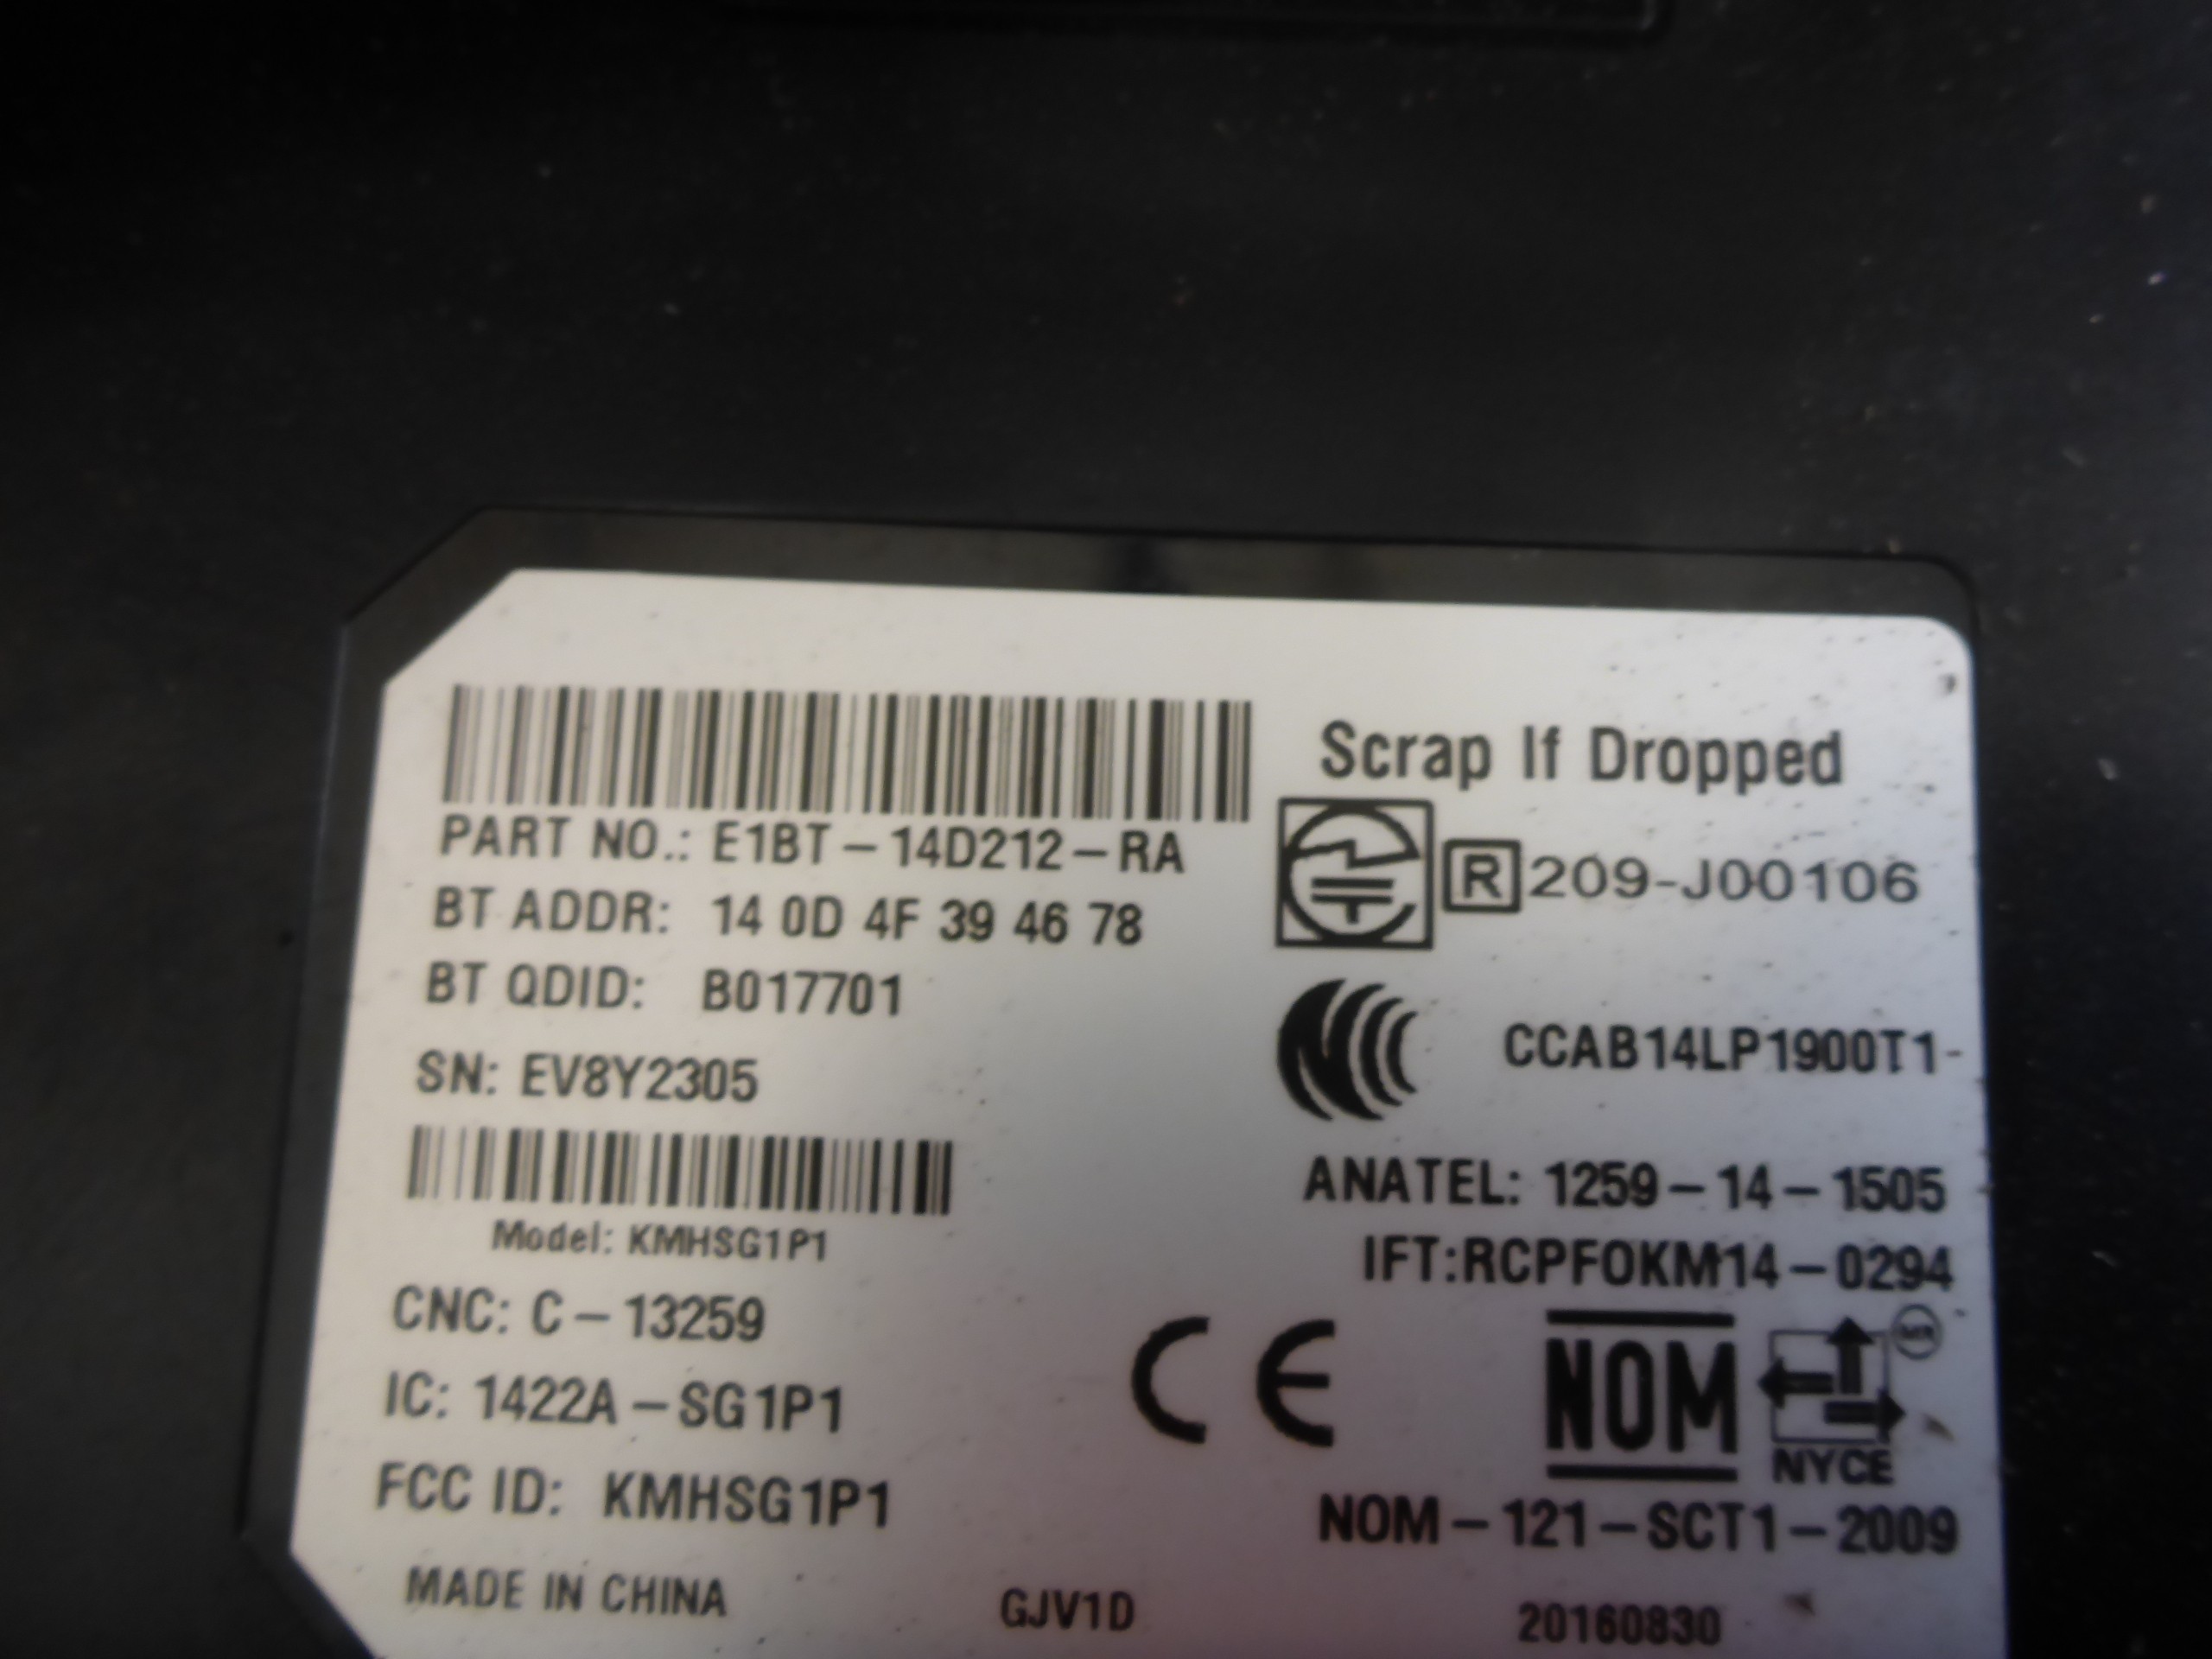 Scrap If Dropped
PART NO.: E1BT-14D212-RA
R 209-J00106
BT ADDR: 14 0D 4F 39 46 78
BT QDID: B017701
CCAB14LP1900T1-
SN: EV8Y2305
ANATEL: 1259-14-1505
Model: KMHSG1P1
IFT:RCPFOKM14-0294
CNC: C-13259
CE
NOM
MR
NYCE
IC: 1422A-SG1P1
FCC ID: KMHSG1P1
NOM-121-SCT1-2009
MADE IN CHINA
GJV1D
20160830